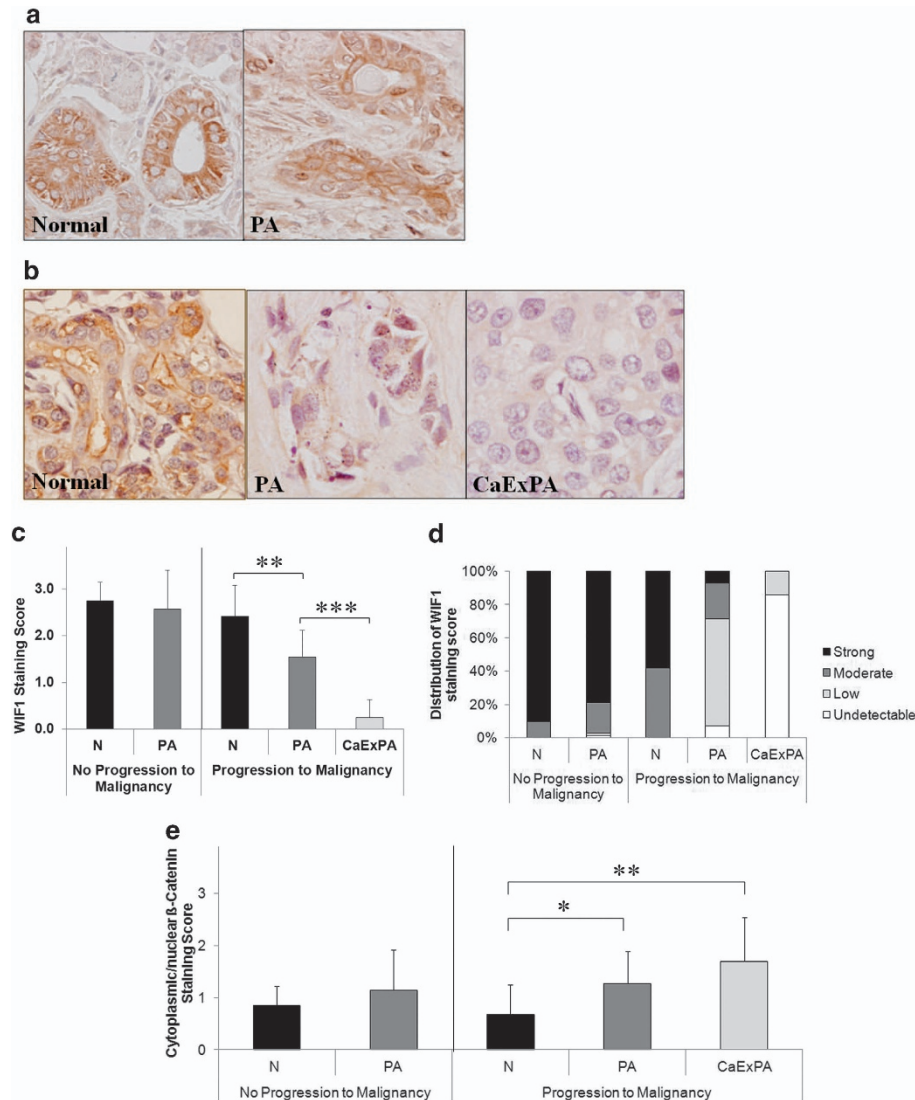 a
Normal
PA
b
Normal
PA
CaExPA
c
WIF1 Staining Score
3.0
2.0
1.0
0.0
**
***
N
PA
N
PA
CaExPA
No Progression to
Malignancy
Progression to Malignancy
d
Distribution of WIF1
staining score
100%
80%
60%
40%
20%
0%
N
PA
N
PA
CaExPA
No Progression to
Malignancy
Progression to Malignancy
Strong
Moderate
Low
Undetectable
e
Cytoplasmic/nuclear ß-Catenin
Staining Score
3
2
1
0
*
**
N
PA
N
PA
CaExPA
No Progression to Malignancy
Progression to Malignancy